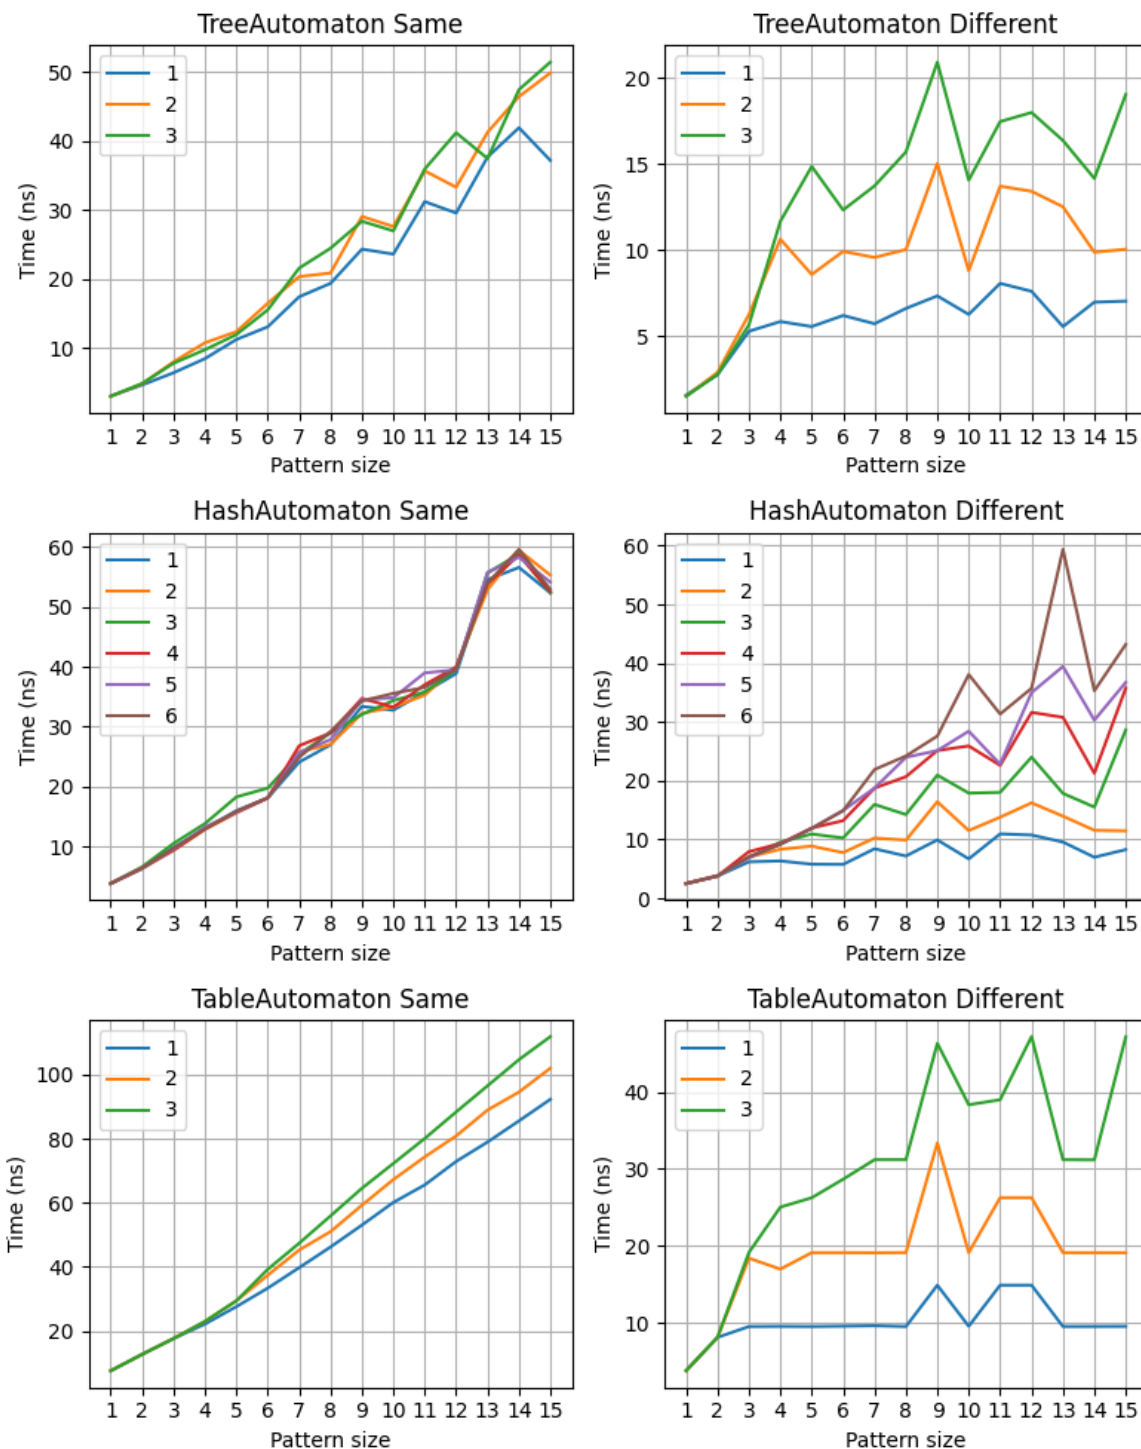 TreeAutomaton Same
Time (ns)
50
40
30
20
10
1
2
3
1 2 3 4 5 6 7 8 9 10 11 12 13 14 15
Pattern size
TreeAutomaton Different
Time (ns)
20
15
10
5
1
2
3
1 2 3 4 5 6 7 8 9 10 11 12 13 14 15
Pattern size
HashAutomaton Same
Time (ns)
60
50
40
30
20
10
1
2
3
4
5
6
1 2 3 4 5 6 7 8 9 10 11 12 13 14 15
Pattern size
HashAutomaton Different
Time (ns)
60
50
40
30
20
10
0
1
2
3
4
5
6
1 2 3 4 5 6 7 8 9 10 11 12 13 14 15
Pattern size
TableAutomaton Same
Time (ns)
100
80
60
40
20
1
2
3
1 2 3 4 5 6 7 8 9 10 11 12 13 14 15
Pattern size
TableAutomaton Different
Time (ns)
40
30
20
10
1
2
3
1 2 3 4 5 6 7 8 9 10 11 12 13 14 15
Pattern size